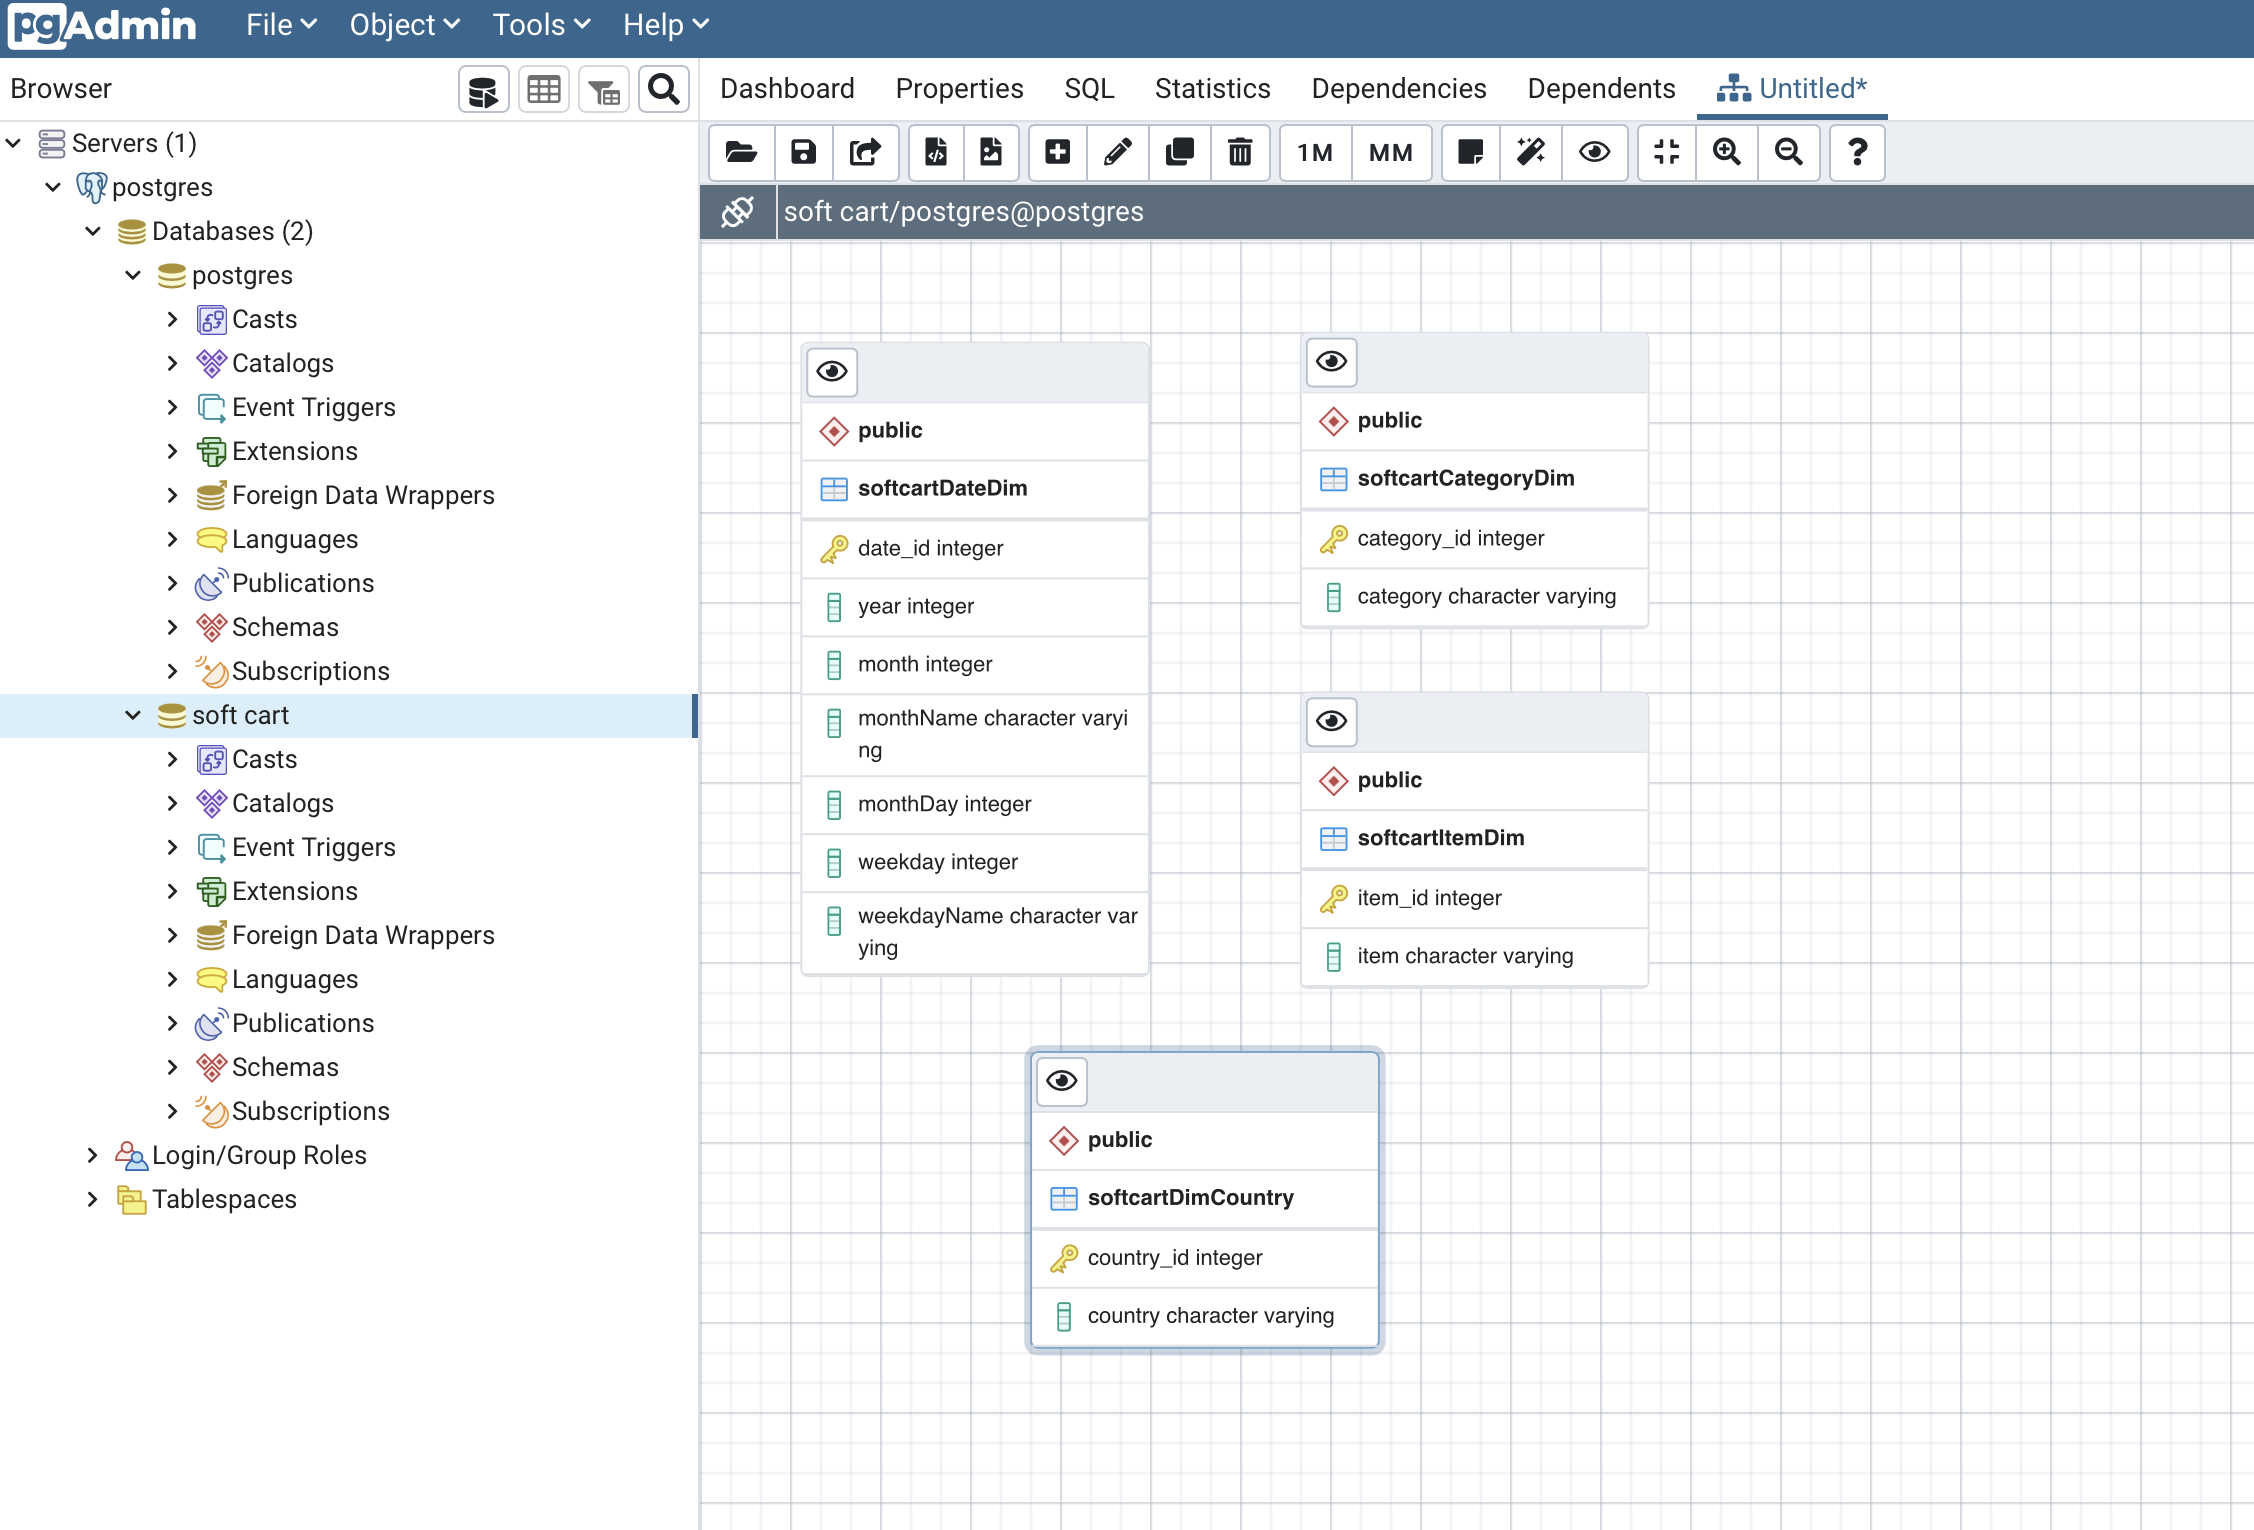 pgAdmin File Object Tools Help
Browser
Dashboard Properties SQL Statistics Dependencies Dependents Untitled*
1M MM ?
soft cart/postgres@postgres
Servers (1)
postgres
Databases (2)
postgres
Casts
Catalogs
Event Triggers
Extensions
Foreign Data Wrappers
Languages
Publications
Schemas
Subscriptions
soft cart
Casts
Catalogs
Event Triggers
Extensions
Foreign Data Wrappers
Languages
Publications
Schemas
Subscriptions
Login/Group Roles
Tablespaces
public
softcartDateDim
date_id integer
year integer
month integer
monthName character varyi
ng
monthDay integer
weekday integer
weekdayName character var
ying
public
softcartCategoryDim
category_id integer
category character varying
public
softcartItemDim
item_id integer
item character varying
public
softcartDimCountry
country_id integer
country character varying